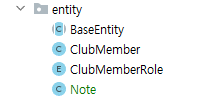 entity
C BaseEntity
C ClubMember
E ClubMemberRole
C Note